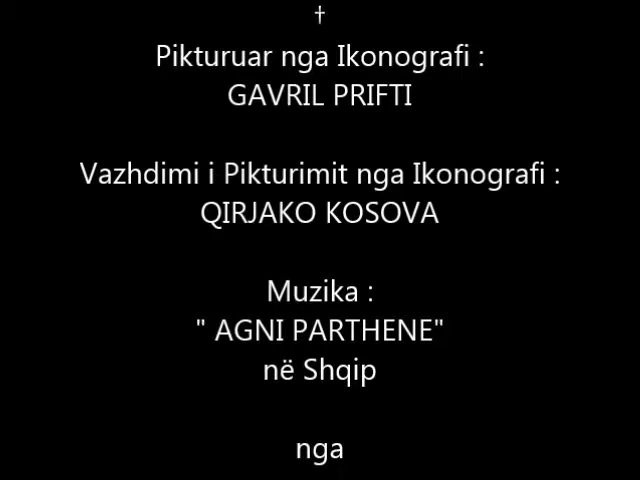 †
Pikturuar nga Ikonografi :
GAVRIL PRIFTI
Vazhdimi i Pikturimit nga Ikonografi :
QIRJAKO KOSOVA
Muzika :
" AGNI PARTHENE"
në Shqip
nga